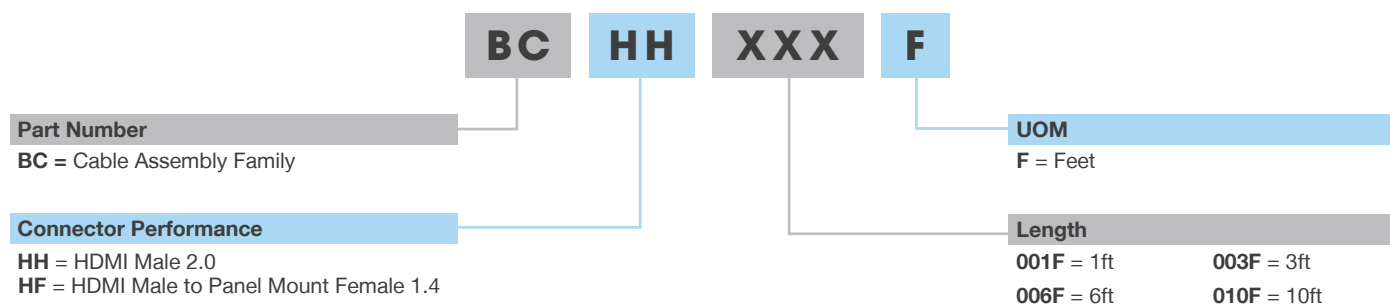 BC HH XXX F
Part Number
BC = Cable Assembly Family
Connector Performance
HH = HDMI Male 2.0
HF = HDMI Male to Panel Mount Female 1.4
UOM
F = Feet
Length
001F = 1ft 003F = 3ft
006F = 6ft 010F = 10ft